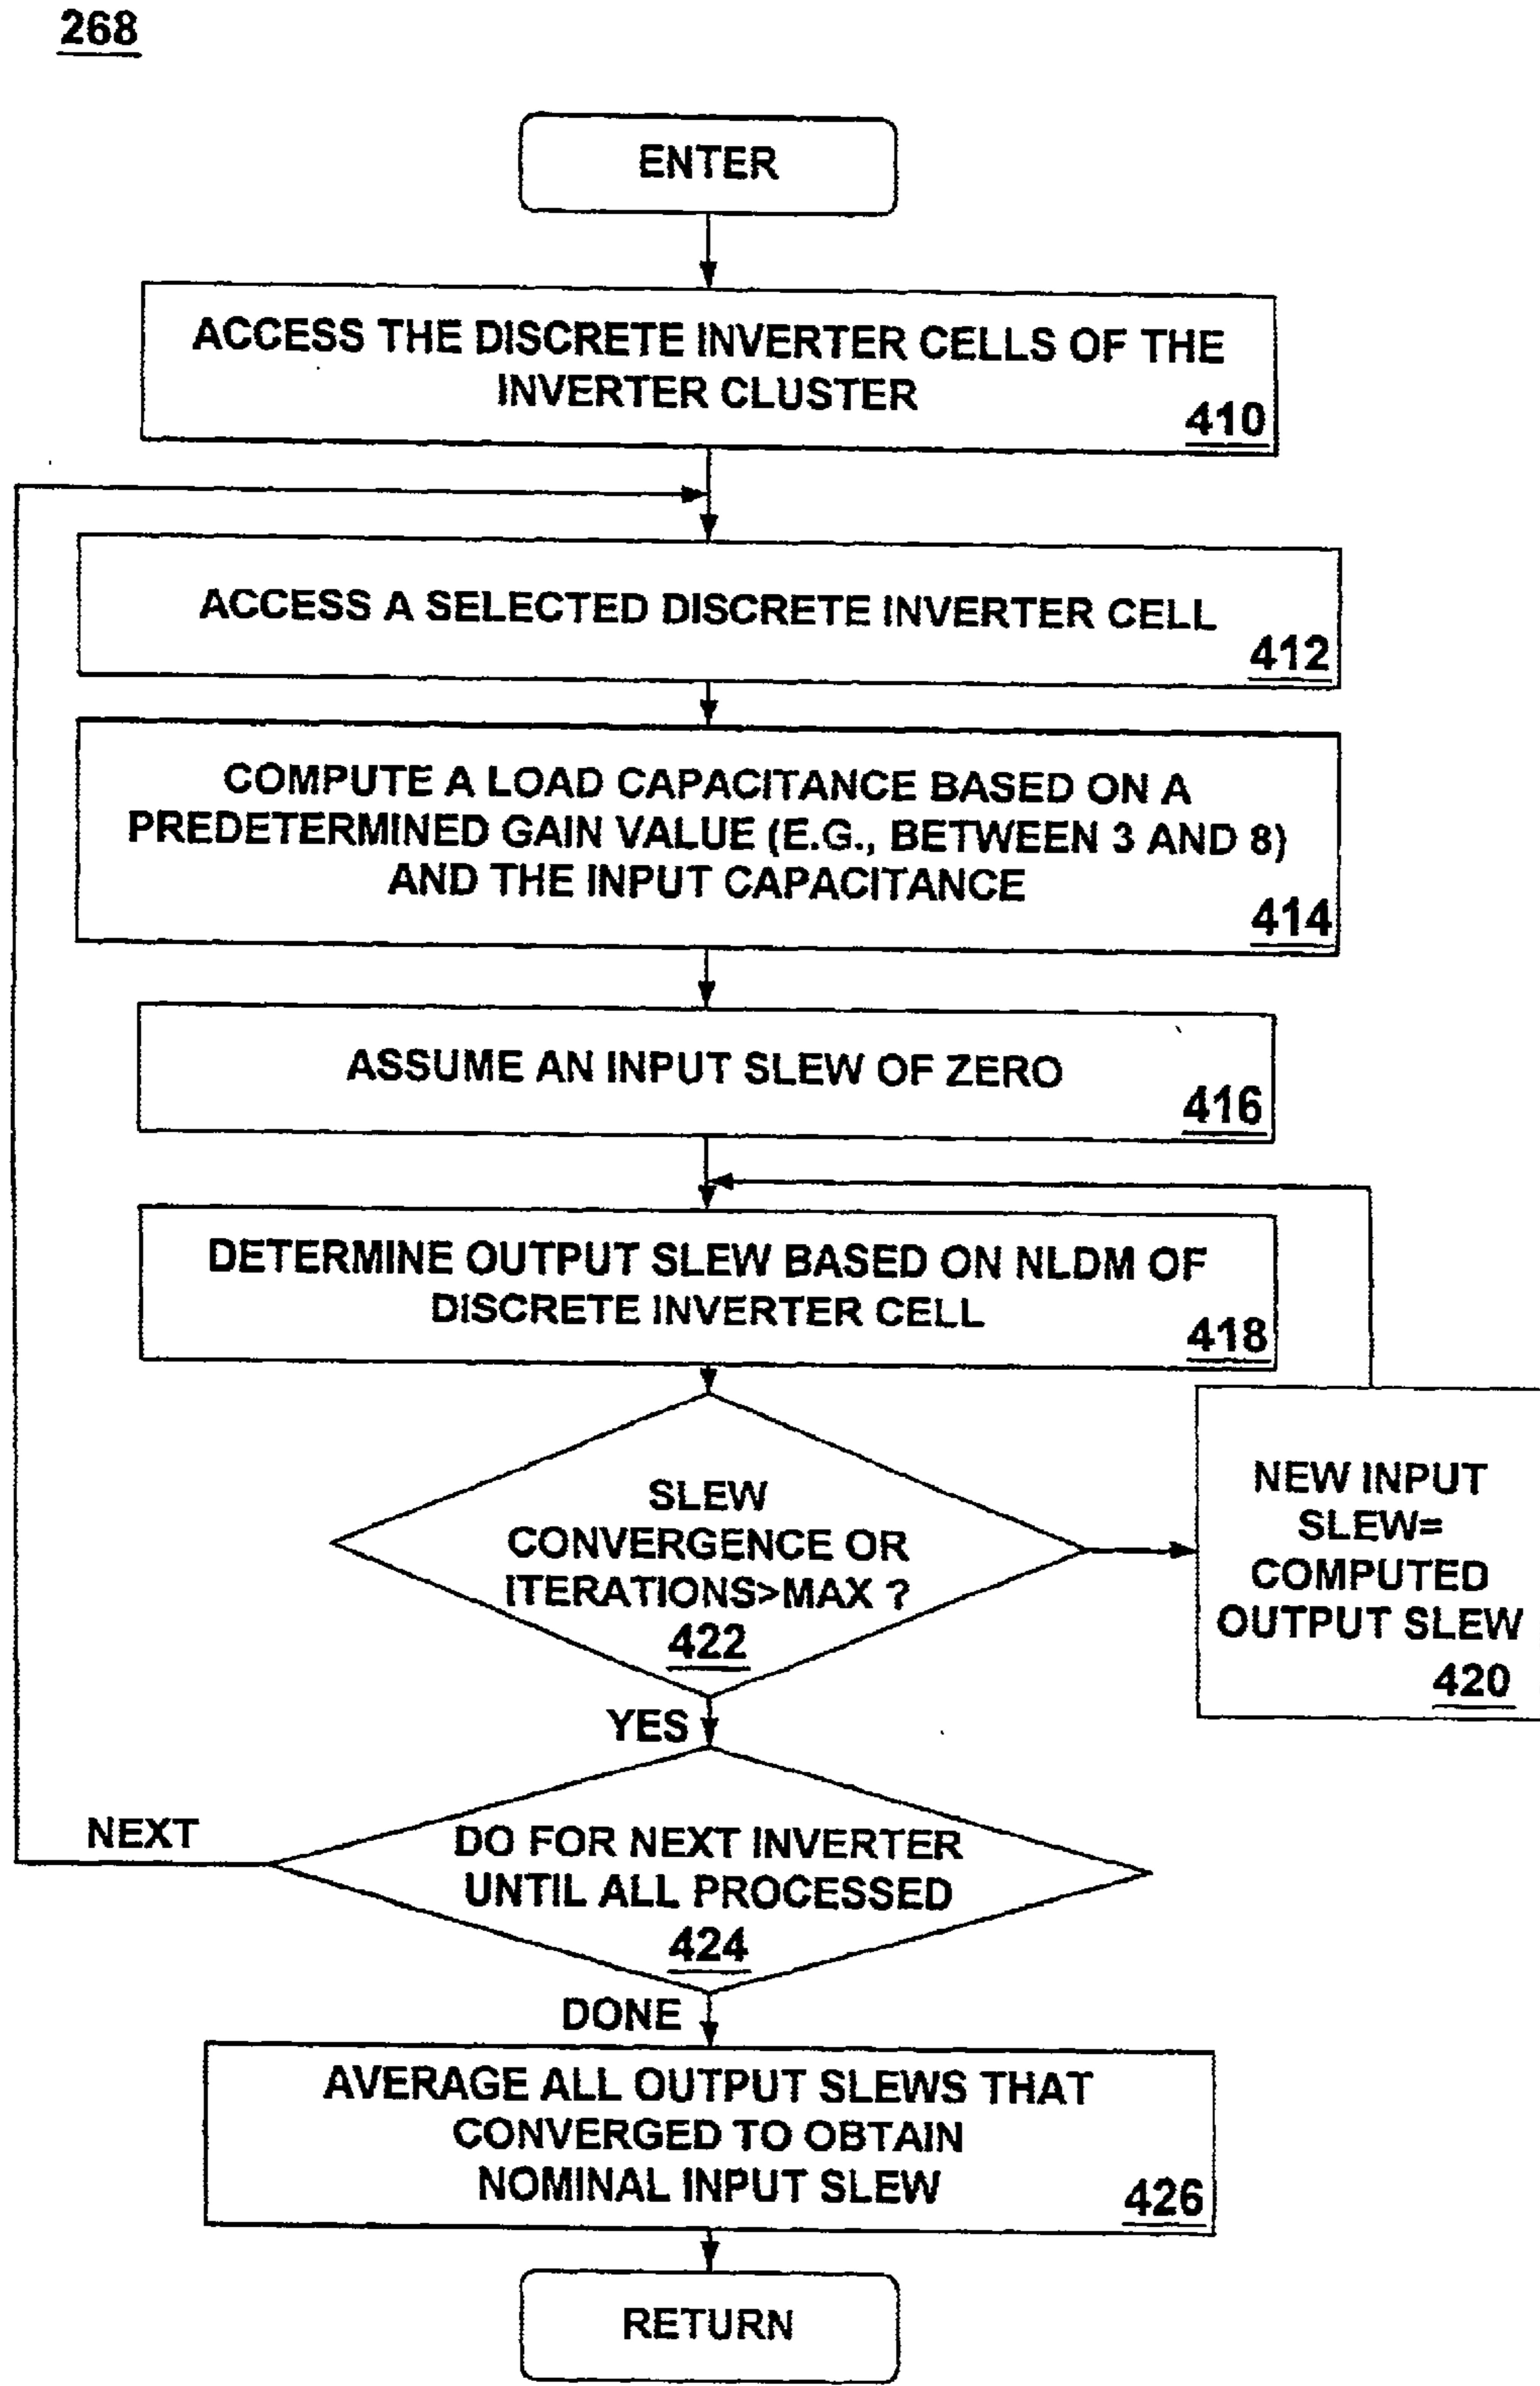 268
ENTER
ACCESS THE DISCRETE INVERTER CELLS OF THE
INVERTER CLUSTER
410
ACCESS A SELECTED DISCRETE INVERTER CELL
412
COMPUTE A LOAD CAPACITANCE BASED ON A
PREDETERMINED GAIN VALUE (E.G., BETWEEN 3 AND 8)
AND THE INPUT CAPACITANCE
414
ASSUME AN INPUT SLEW OF ZERO
416
DETERMINE OUTPUT SLEW BASED ON NLDM OF
DISCRETE INVERTER CELL
418
SLEW
CONVERGENCE OR
ITERATIONS>MAX ?
422
NEW INPUT
SLEW=
COMPUTED
OUTPUT SLEW
420
YES
NEXT
DO FOR NEXT INVERTER
UNTIL ALL PROCESSED
424
DONE
AVERAGE ALL OUTPUT SLEWS THAT
CONVERGED TO OBTAIN
NOMINAL INPUT SLEW
426
RETURN